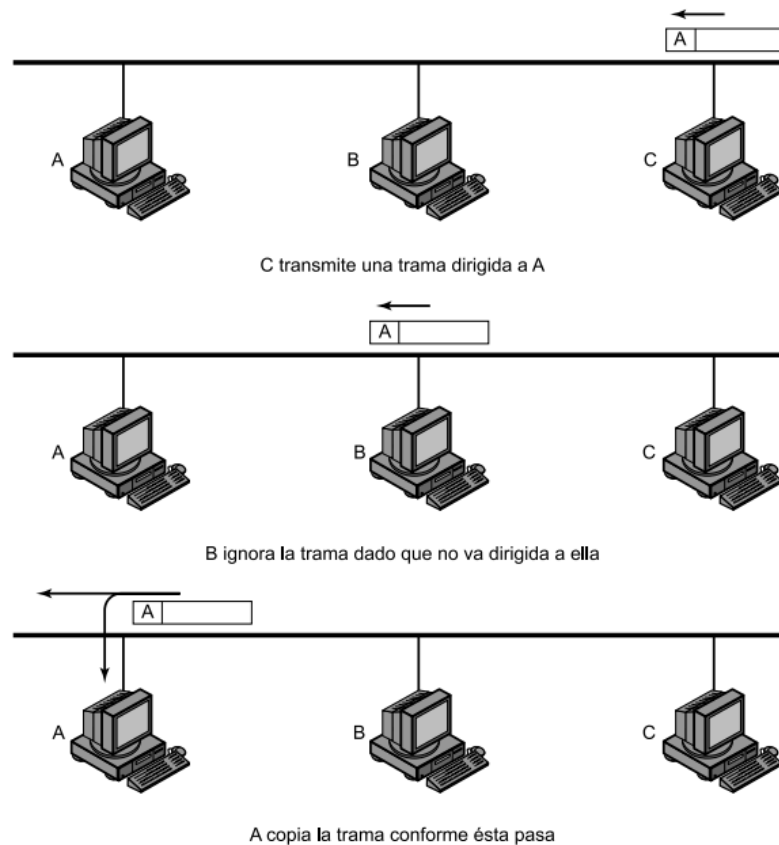 A
A
B
C
C transmite una trama dirigida a A
A
A
B
C
B ignora la trama dado que no va dirigida a ella
A
A
B
C
A copia la trama conforme ésta pasa